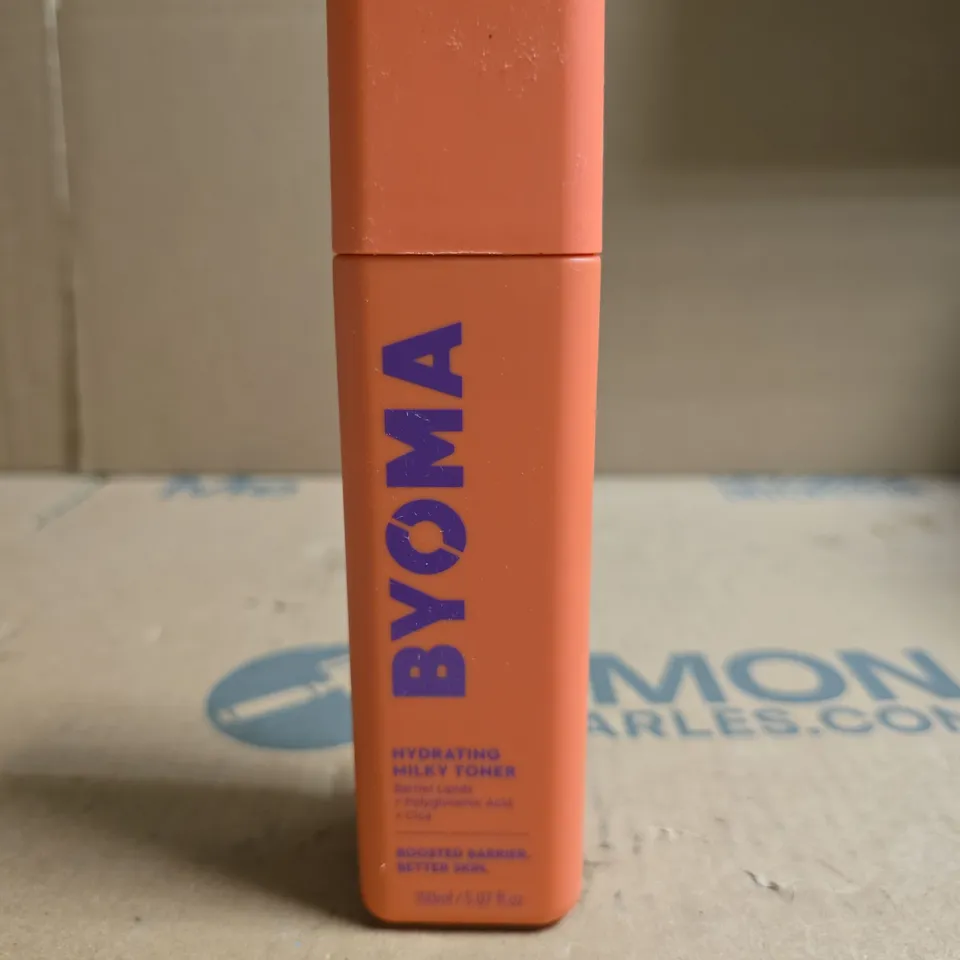 BYOMA
HYDRATING
MILKY TONER
Barrier Lipids
+ Polyglutamic Acid
+ Cica
BOOSTED BARRIER.
BETTER SKIN.
150ml / 5.07 fl.oz
MON
ARLES.CON